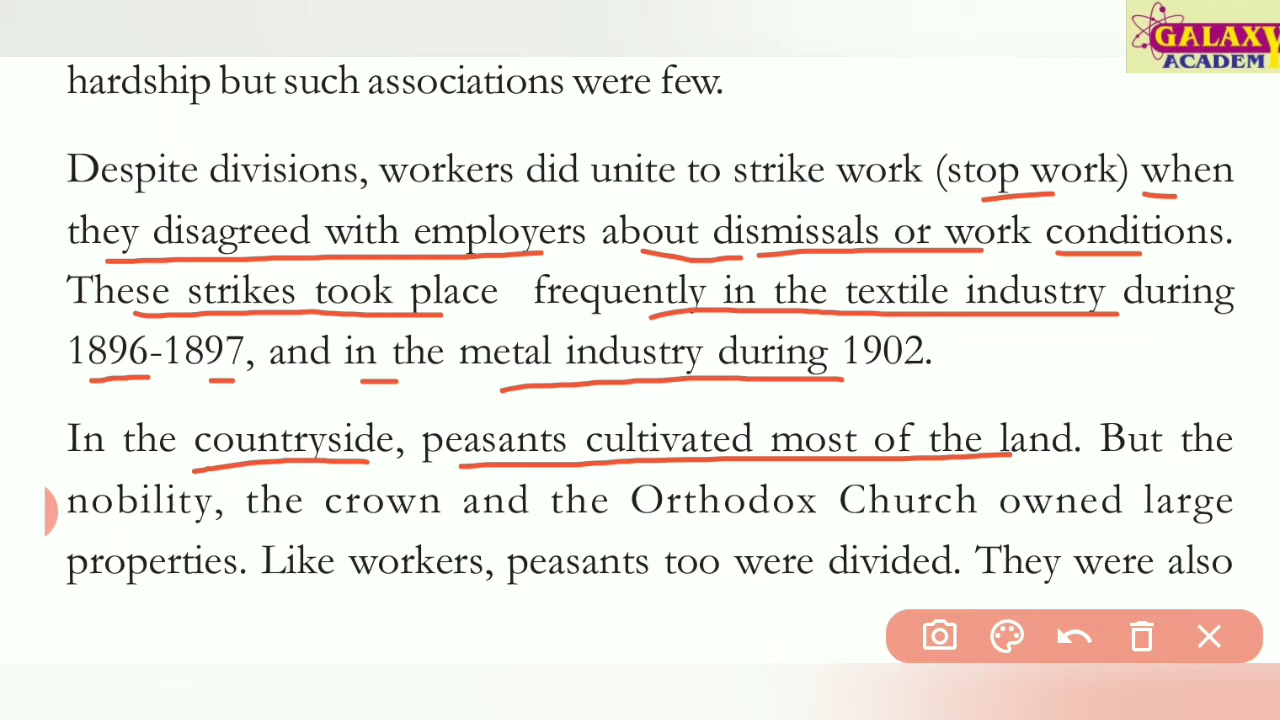 GALAXY
ACADEMY
hardship but such associations were few.
Despite divisions, workers did unite to strike work (stop work) when
they disagreed with employers about dismissals or work conditions.
These strikes took place frequently in the textile industry during
1896-1897, and in the metal industry during 1902.
In the countryside, peasants cultivated most of the land. But the
nobility, the crown and the Orthodox Church owned large
properties. Like workers, peasants too were divided. They were also